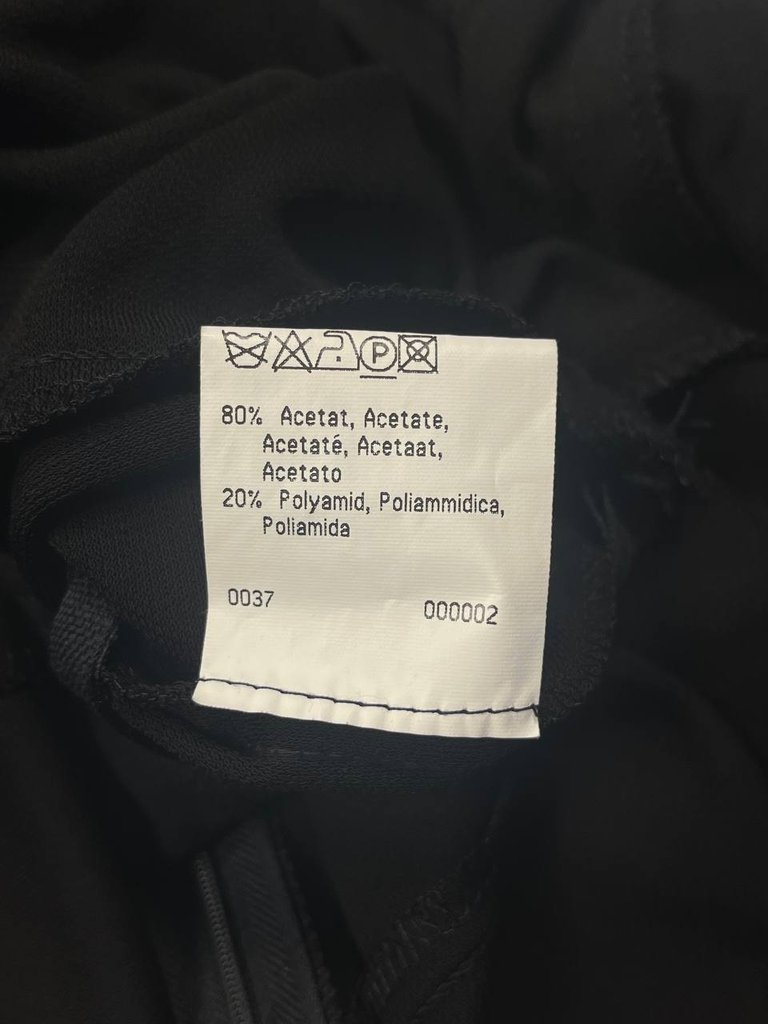 P
80% Acetat, Acetate,
Acetaté, Acetaat,
Acetato
20% Polyamid, Poliammidica,
Poliamida
0037 000002